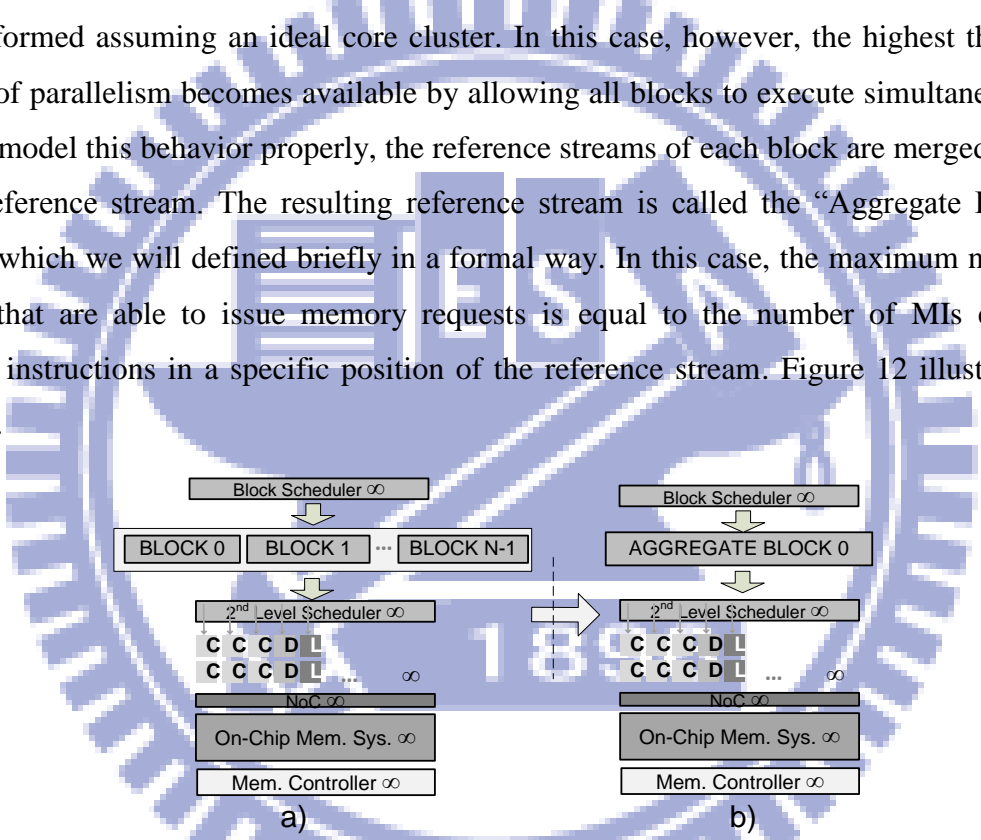 formed assuming an ideal core cluster. In this case, however, the highest th
of parallelism becomes available by allowing all blocks to execute simultane
model this behavior properly, the reference streams of each block are merged
eference stream. The resulting reference stream is called the “Aggregate
which we will defined briefly in a formal way. In this case, the maximum n
that are able to issue memory requests is equal to the number of MIs
instructions in a specific position of the reference stream. Figure 12 illust
Block Scheduler ∞
BLOCK 0 BLOCK 1 ... BLOCK N-1
2nd Level Scheduler ∞
C C C D L
C C C D L ... ∞
NoC ∞
On-Chip Mem. Sys. ∞
Mem. Controller ∞
a)
Block Scheduler ∞
AGGREGATE BLOCK 0
2nd Level Scheduler ∞
C C C D L
C C C D L ... ∞
NoC ∞
On-Chip Mem. Sys. ∞
Mem. Controller ∞
b)
ES
189